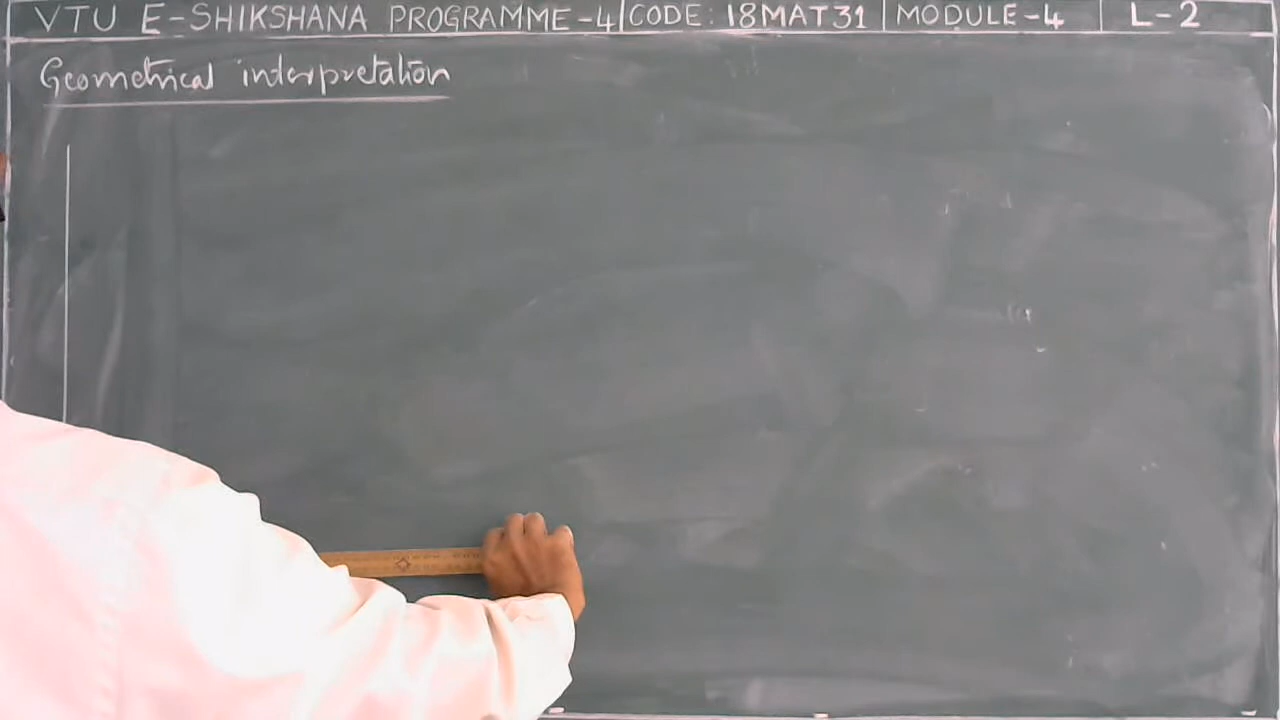 VTU E-SHIKSHANA PROGRAMME-4 | CODE: 18MAT31 | MODULE-4 | L-2
Geometrical interpretation